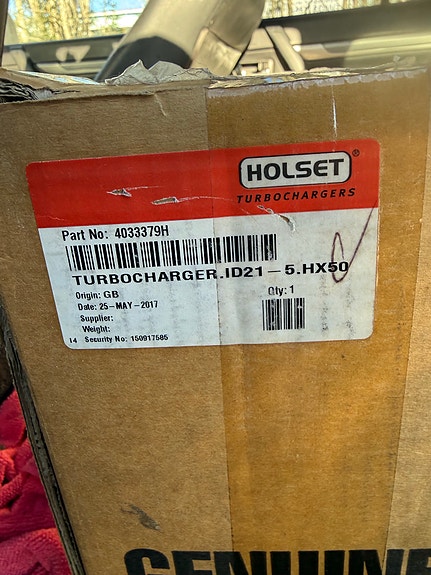 HOLSET®
TURBOCHARGERS
Part No: 4033379H
TURBOCHARGER.ID21-5.HX50
Origin: GB
Qty: 1
Date: 25-MAY-2017
Supplier:
Weight:
14 Security No: 150917585
GENUINE